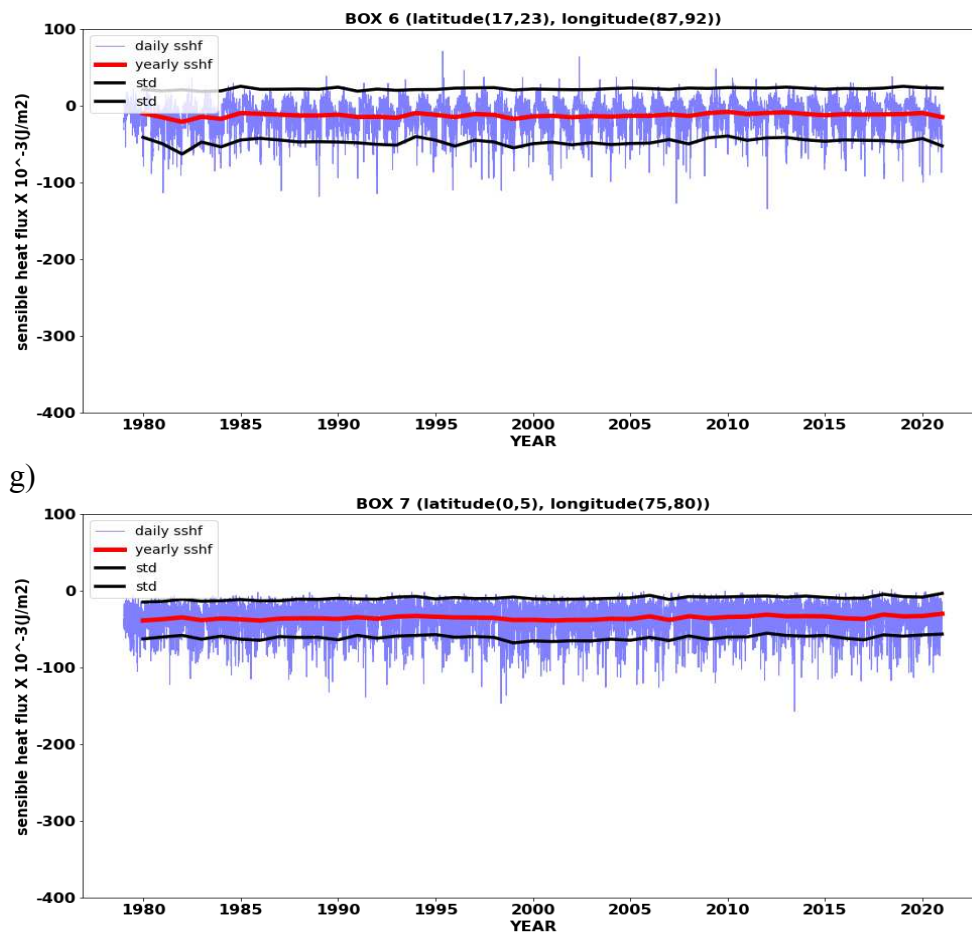 BOX 6 (latitude(17,23), longitude(87,92))
sensible heat flux X 10^-3(J/m2)
100
0
-100
-200
-300
-400
daily sshf
yearly sshf
std
std
1980 1985 1990 1995 2000 2005 2010 2015 2020
YEAR
g)
BOX 7 (latitude(0,5), longitude(75,80))
sensible heat flux X 10^-3(J/m2)
100
0
-100
-200
-300
-400
daily sshf
yearly sshf
std
std
1980 1985 1990 1995 2000 2005 2010 2015 2020
YEAR